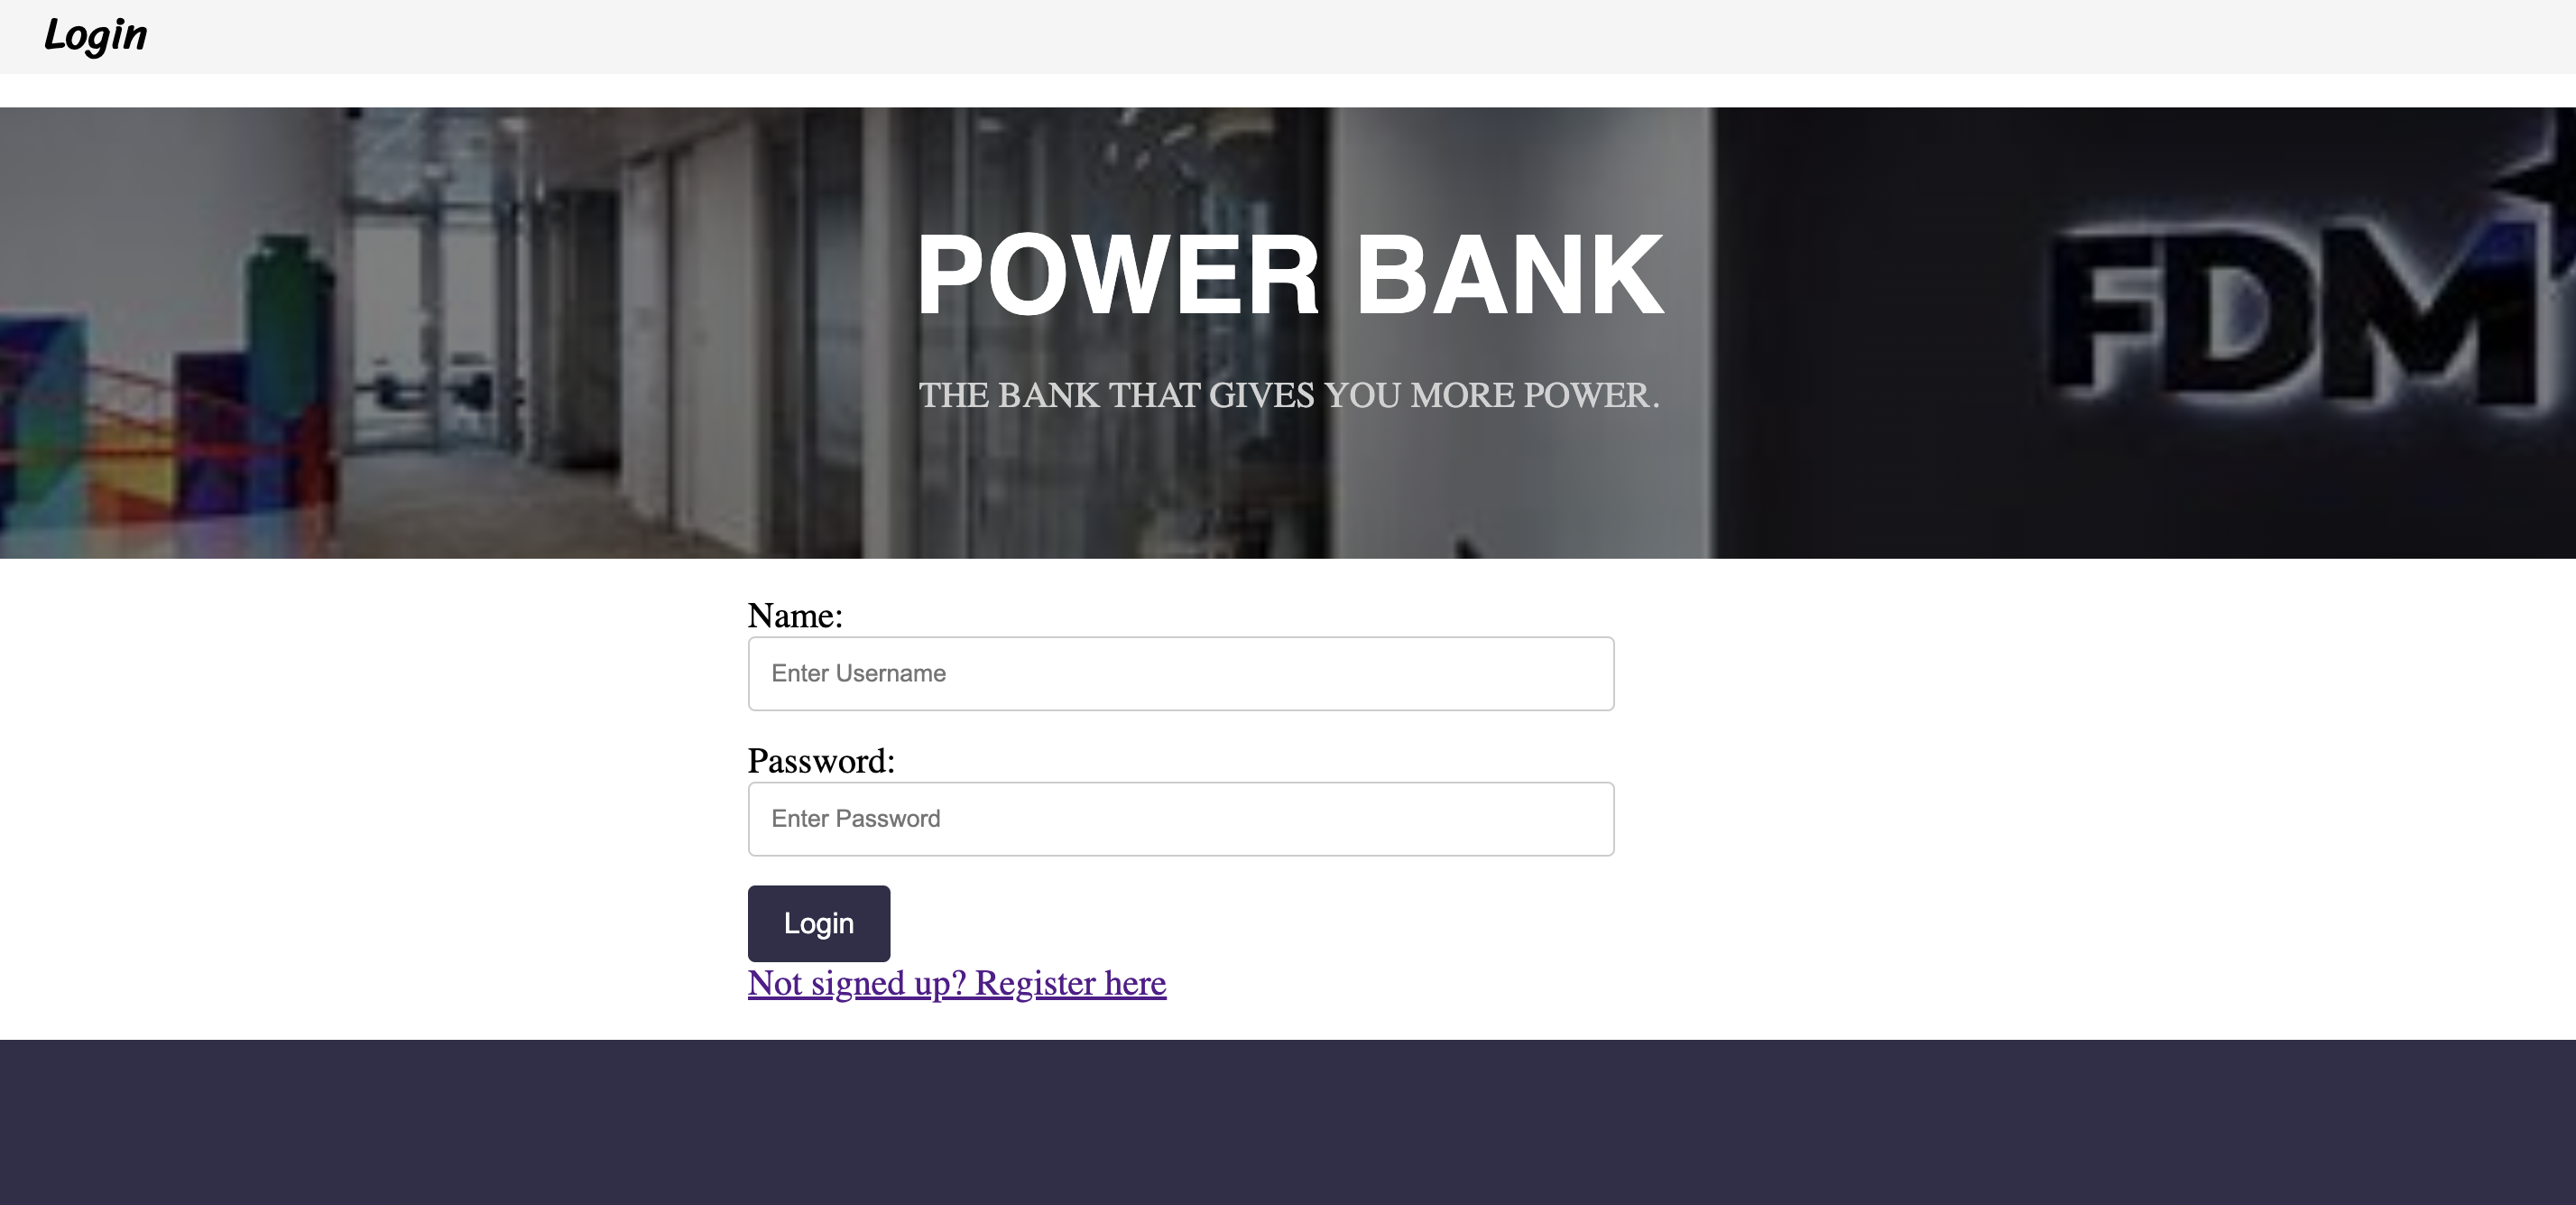 Login
POWER BANK
THE BANK THAT GIVES YOU MORE POWER.
FDM
Name:
Enter Username
Password:
Enter Password
Login
Not signed up? Register here